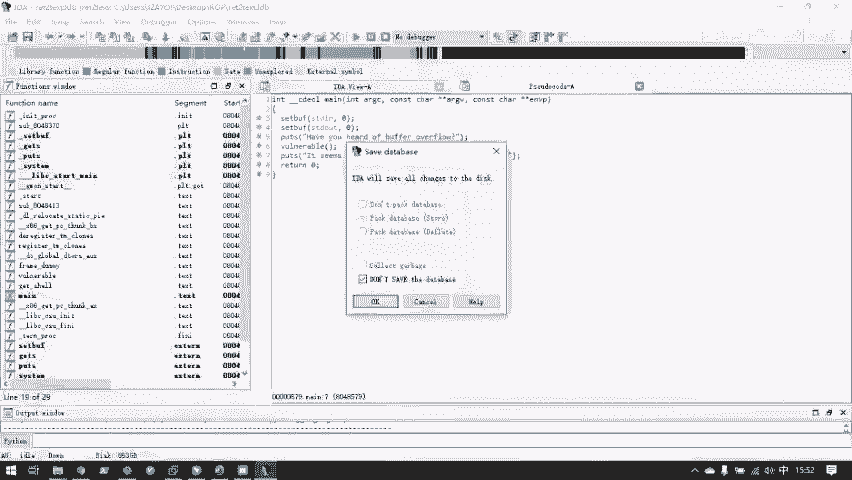 File Edit Jump Search View Debugger Options Windows Help
No debugger
Library function Regular function Instruction Data Unexplored External symbol
Functions window
IDA View-A
Pseudocode-A
Function name Segment Start
_init_proc .init 0804
sub_8048370 .plt 0804
_setbuf .plt 0804
_gets .plt 0804
_puts .plt 0804
_system .plt 0804
__libc_start_main .plt 0804
__gmon_start__ .plt.got 0804
_start .text 0804
sub_8048413 .text 0804
_dl_relocate_static_pie .text 0804
__x86_get_pc_thunk_bx .text 0804
deregister_tm_clones .text 0804
register_tm_clones .text 0804
__do_global_dtors_aux .text 0804
frame_dummy .text 0804
vulnerable .text 0804
get_shell .text 0804
main .text 0804
__x86_get_pc_thunk_ax .text 0804
__libc_csu_init .text 0804
__libc_csu_fini .text 0804
_term_proc .fini 0804
setbuf extern 0804
gets extern 0804
puts extern 0804
system extern 0804
Line 19 of 29
1 int __cdecl main(int argc, const char **argv, const char **envp)
2 {
3 setbuf(stdin, 0);
4 setbuf(stdout, 0);
5 puts("Have you heard of buffer overflow?");
6 vulnerable();
7 puts("It seems
8 return 0;
9 }
Save database
IDA will save all changes to the disk.
Don't pack database
Pack database (Store)
Pack database (Deflate)
Collect garbage
DON'T SAVE the database
OK Cancel Help
00000579 main:7 (8048579)
Output window
Python
AU: idle Down
中 15:52